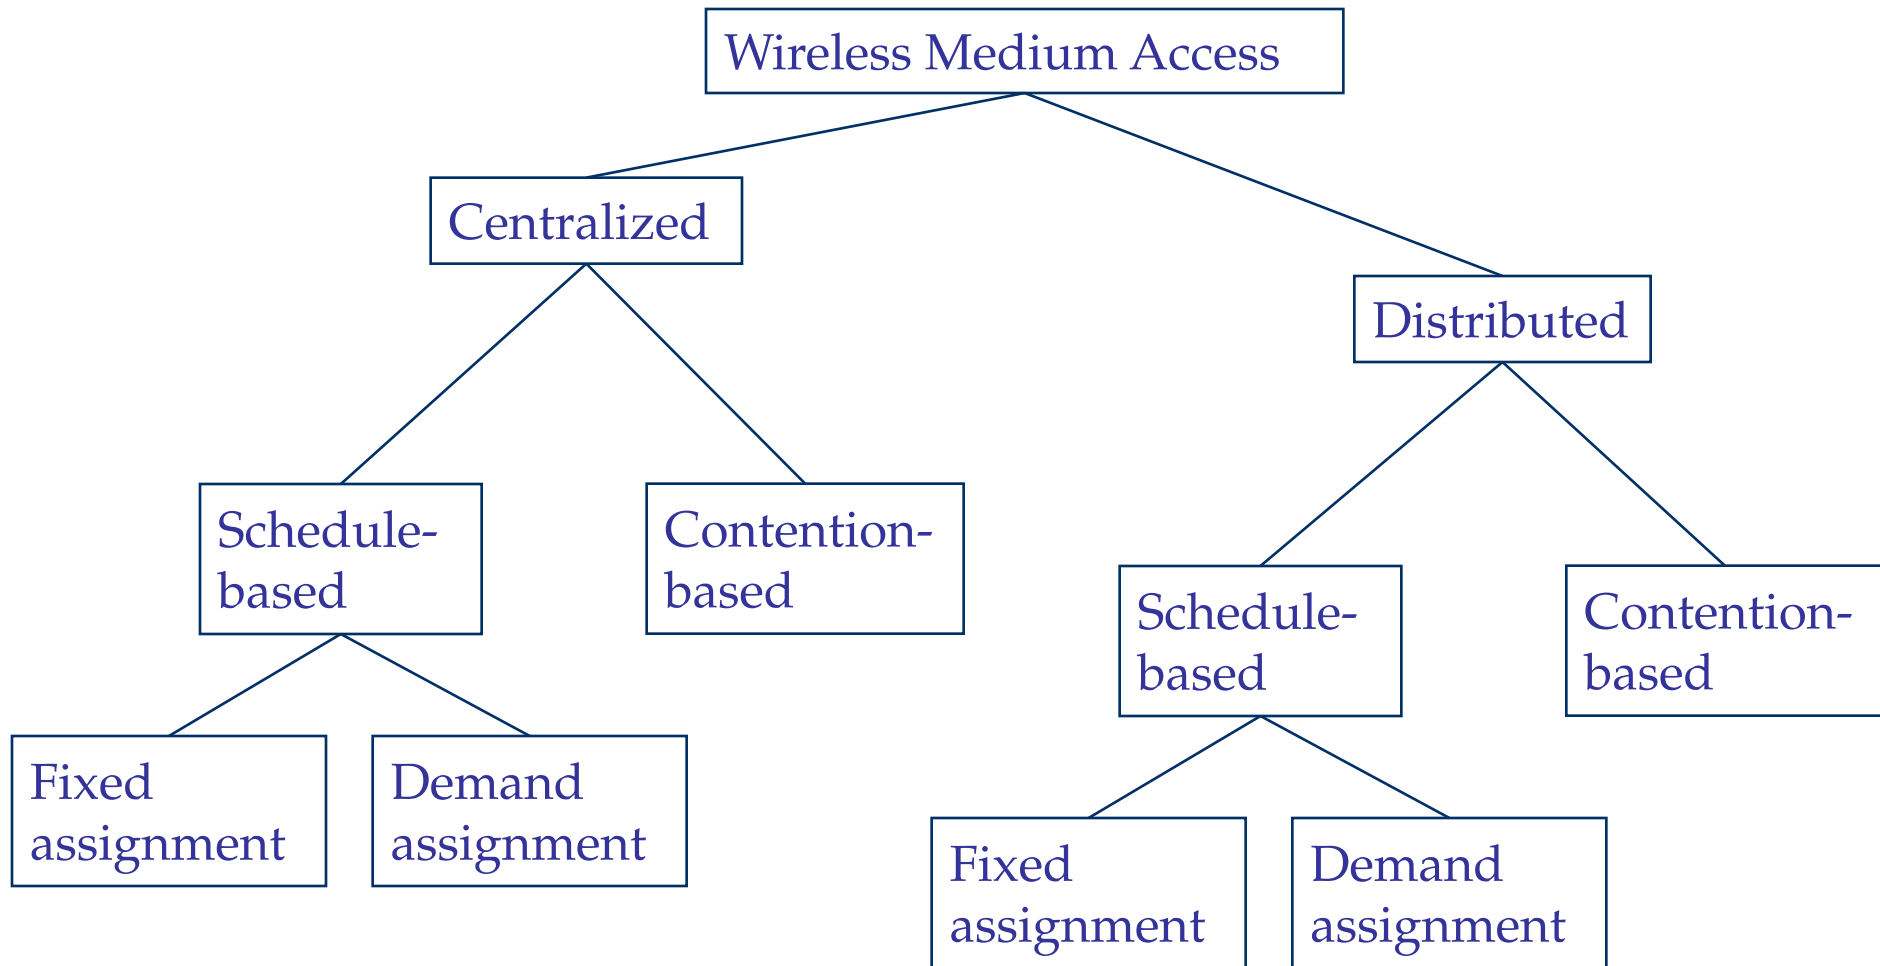 Wireless Medium Access
Centralized
Distributed
Schedule-
based
Contention-
based
Schedule-
based
Contention-
based
Fixed
assignment
Demand
assignment
Fixed
assignment
Demand
assignment